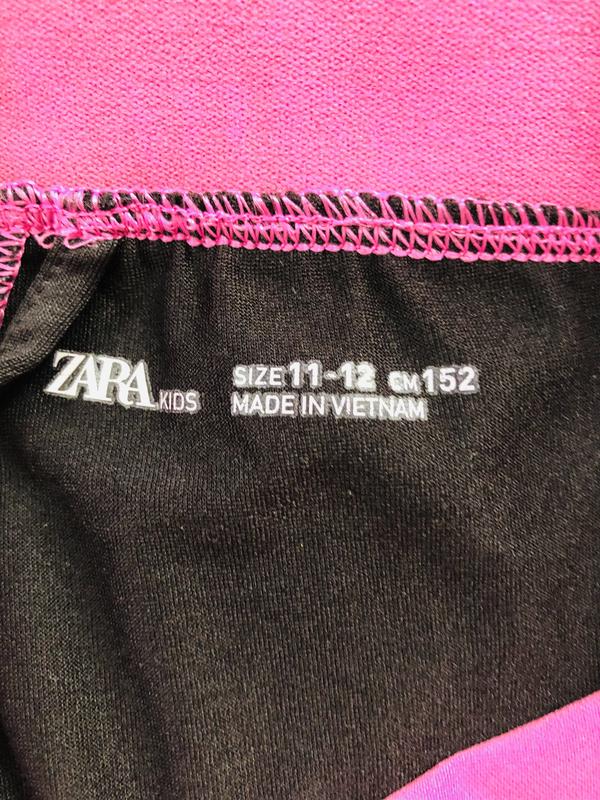 ZARA KIDS
SIZE 11-12 CM 152
MADE IN VIETNAM